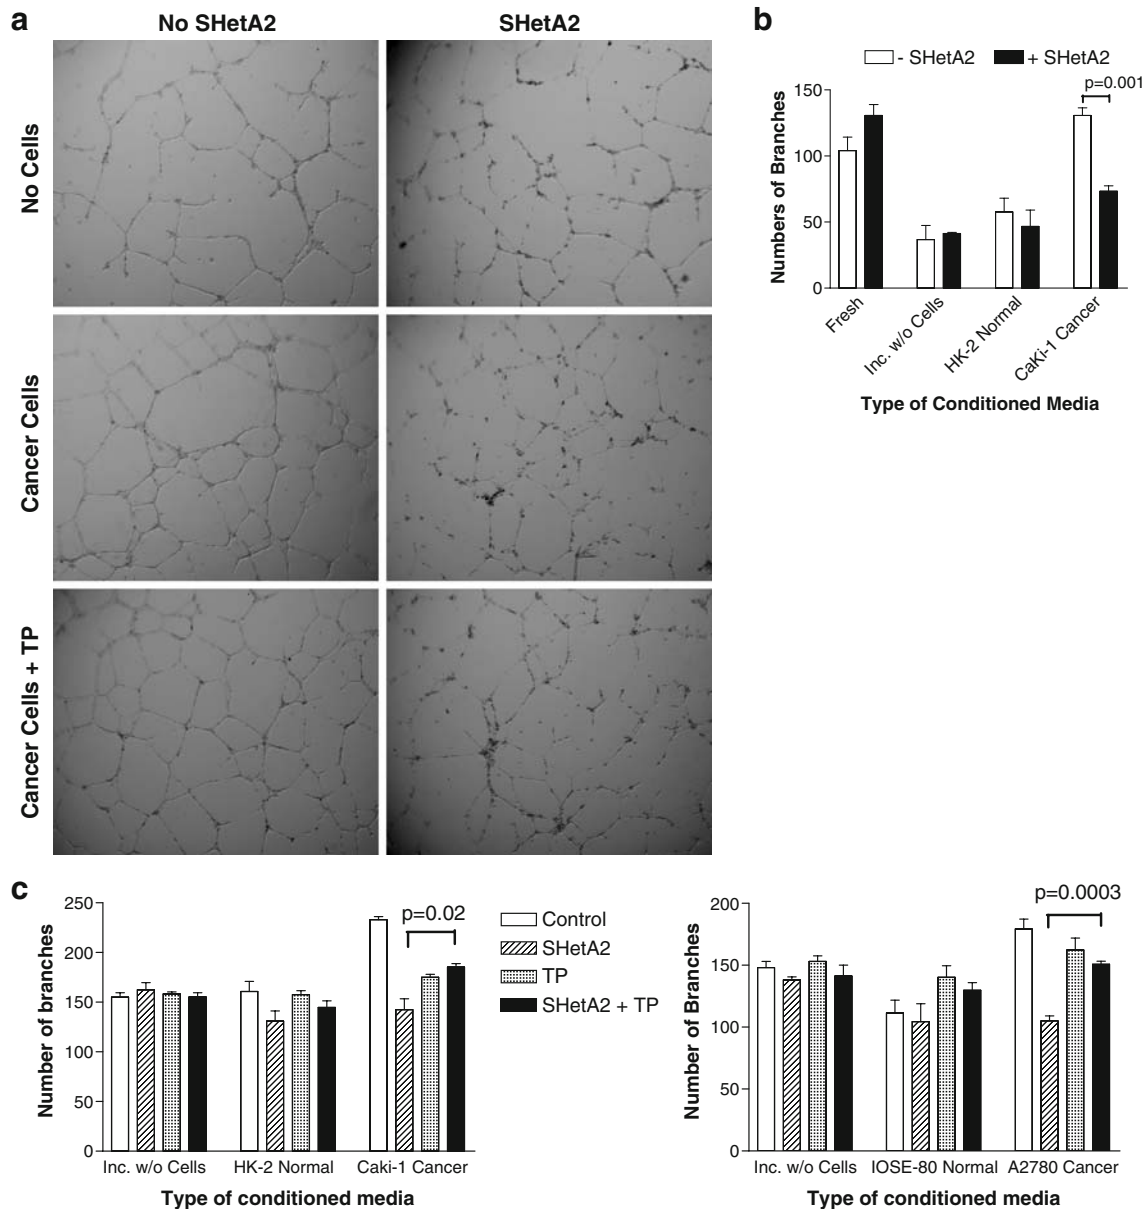 a
No SHetA2
SHetA2
No Cells
Cancer Cells
Cancer Cells + TP
b
- SHetA2
+ SHetA2
p=0.001
150
100
50
0
Numbers of Branches
Fresh
Inc. w/o Cells
HK-2 Normal
CaKi-1 Cancer
Type of Conditioned Media
c
250
200
150
100
50
0
Number of branches
p=0.02
Inc. w/o Cells
HK-2 Normal
Caki-1 Cancer
Type of conditioned media
Control
SHetA2
TP
SHetA2 + TP
200
150
100
50
0
Number of Branches
p=0.0003
Inc. w/o Cells
IOSE-80 Normal
A2780 Cancer
Type of conditioned media